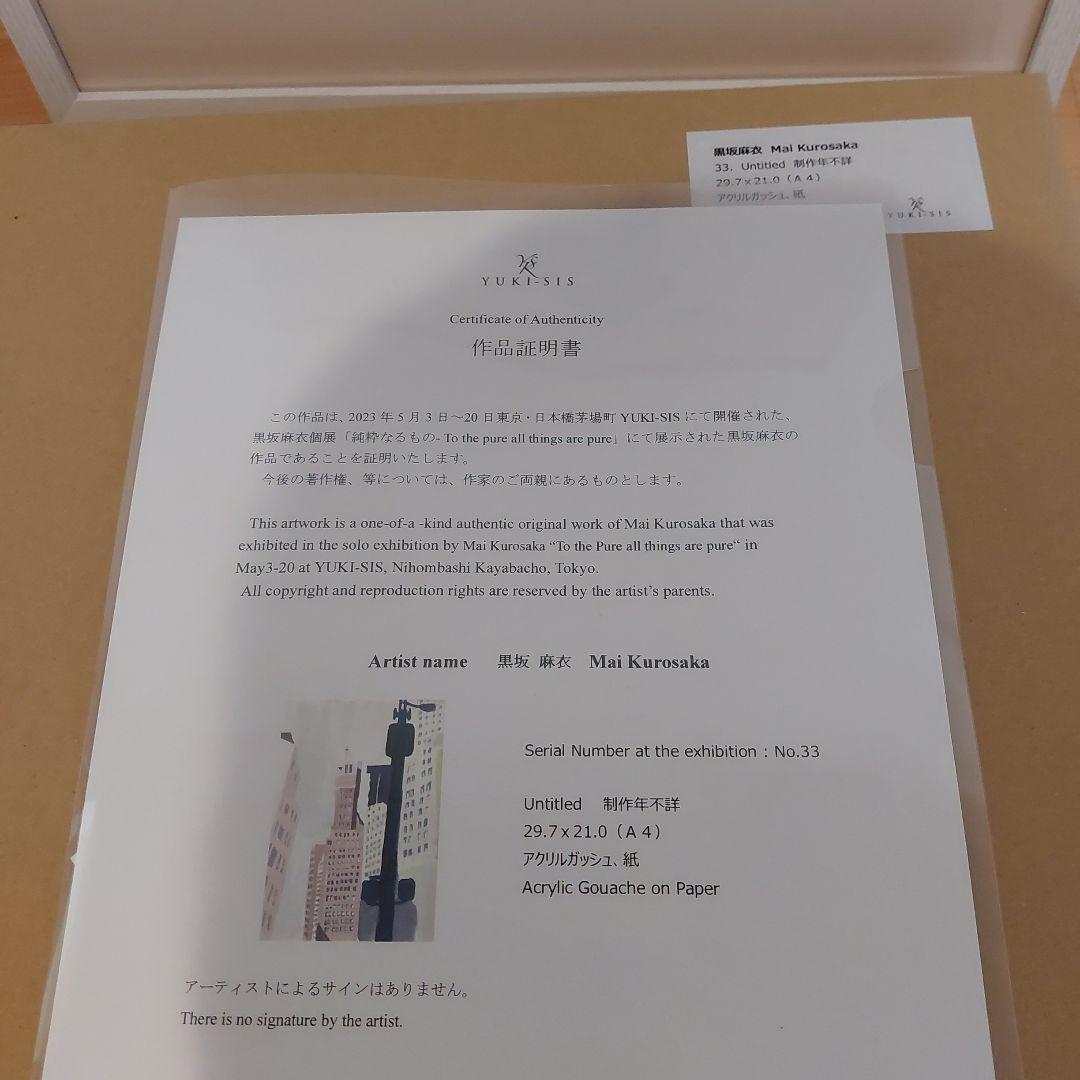 黒坂麻衣 Mai Kurosaka
33. Untitled 制作年不詳
29.7×21.0（A４）
アクリルガッシュ、紙
YUKI-SIS
YUKI-SIS
Certificate of Authenticity
作品証明書
この作品は、2023 年 5 月 3 日～20 日東京・日本橋茅場町 YUKI-SIS にて開催された、
黒坂麻衣個展「純粋なるもの- To the pure all things are pure」にて展示された黒坂麻衣の
作品であることを証明いたします。
今後の著作権、等については、作家のご両親にあるものとします。
This artwork is a one-of-a -kind authentic original work of Mai Kurosaka that was
exhibited in the solo exhibition by Mai Kurosaka “To the Pure all things are pure“ in
May3-20 at YUKI-SIS, Nihombashi Kayabacho, Tokyo.
All copyright and reproduction rights are reserved by the artist’s parents.
Artist name 黒坂 麻衣 Mai Kurosaka
Serial Number at the exhibition : No.33
Untitled 制作年不詳
29.7×21.0（A４）
アクリルガッシュ、紙
Acrylic Gouache on Paper
アーティストによるサインはありません。
There is no signature by the artist.